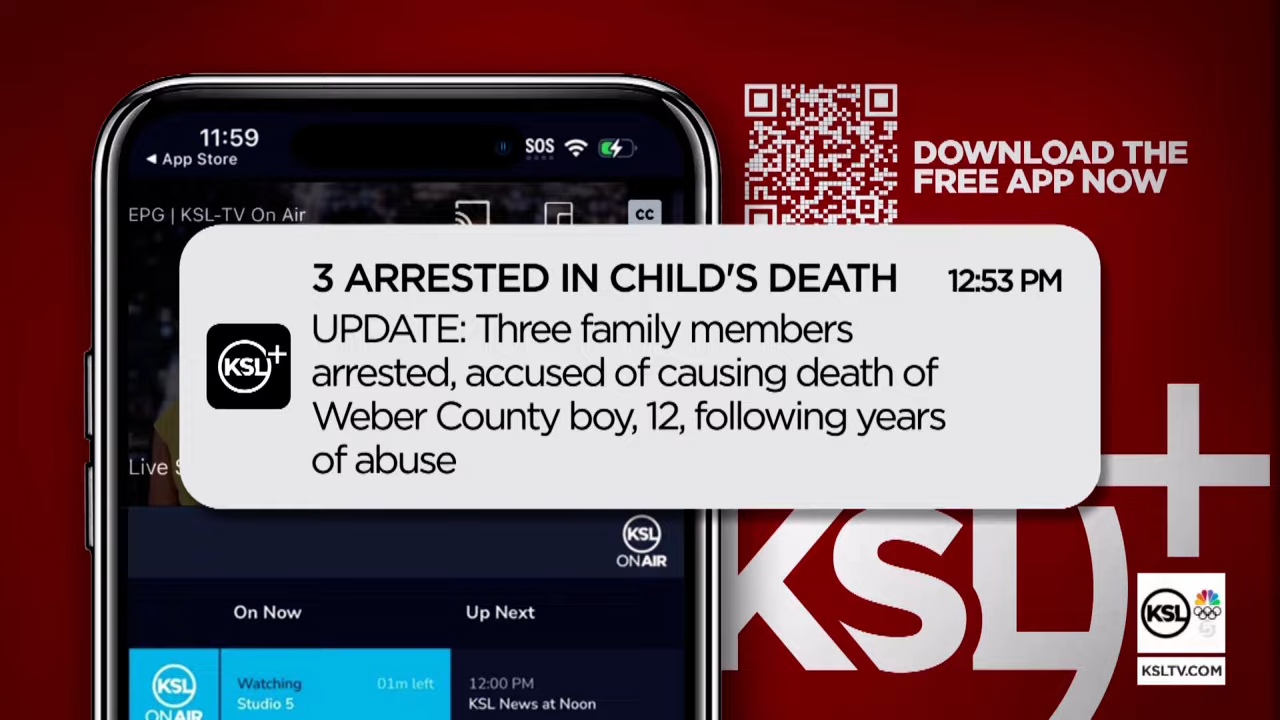 11:59
SOS
◀ App Store
DOWNLOAD THE
FREE APP NOW
EPG | KSL-TV On Air
CC
3 ARRESTED IN CHILD'S DEATH
12:53 PM
UPDATE: Three family members
arrested, accused of causing death of
Weber County boy, 12, following years
of abuse
KSL+
Live
KSL
ON AIR
KSL+
On Now
Up Next
KSL
ON AIR
Watching
01m left
Studio 5
12:00 PM
KSL News at Noon
KSL
KSLTV.COM